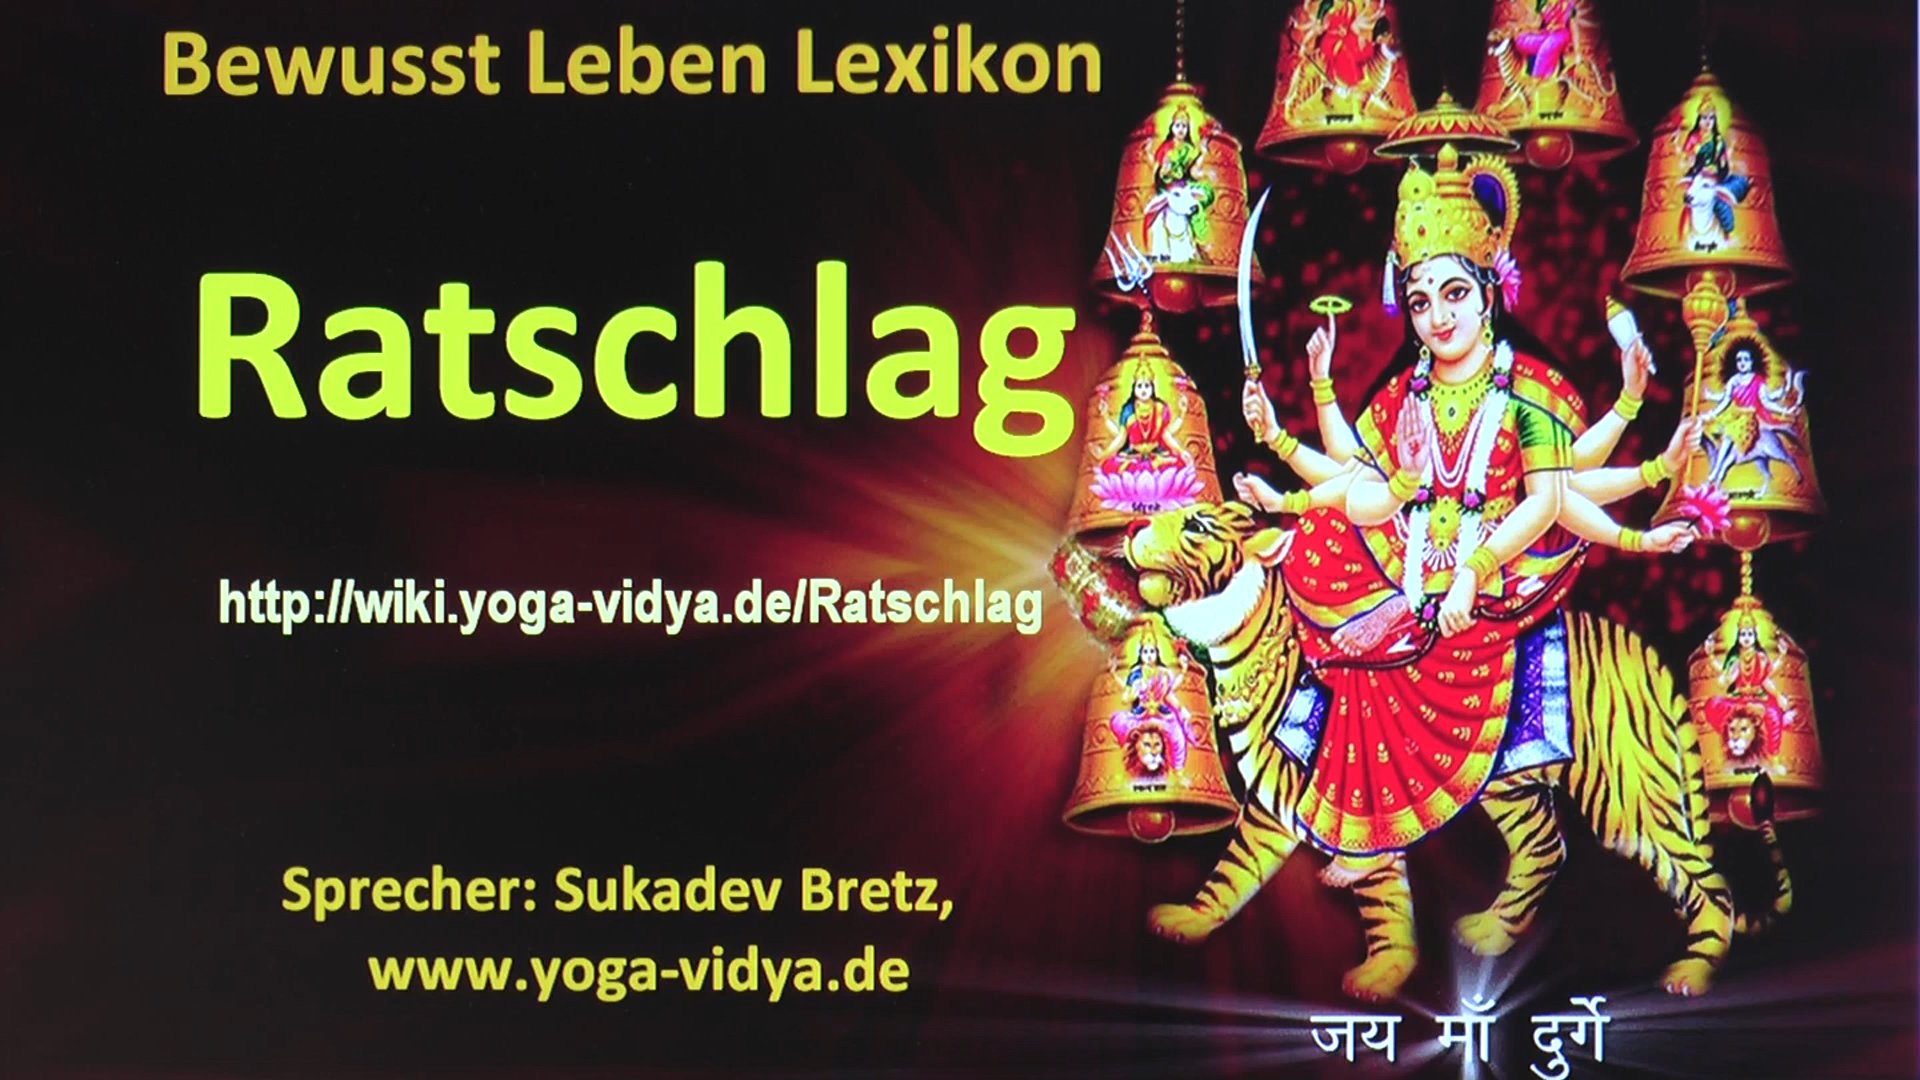 Bewusst Leben Lexikon
Ratschlag
http://wiki.yoga-vidya.de/Ratschlag
Sprecher: Sukadev Bretz,
www.yoga-vidya.de
जय माँ दुर्गे